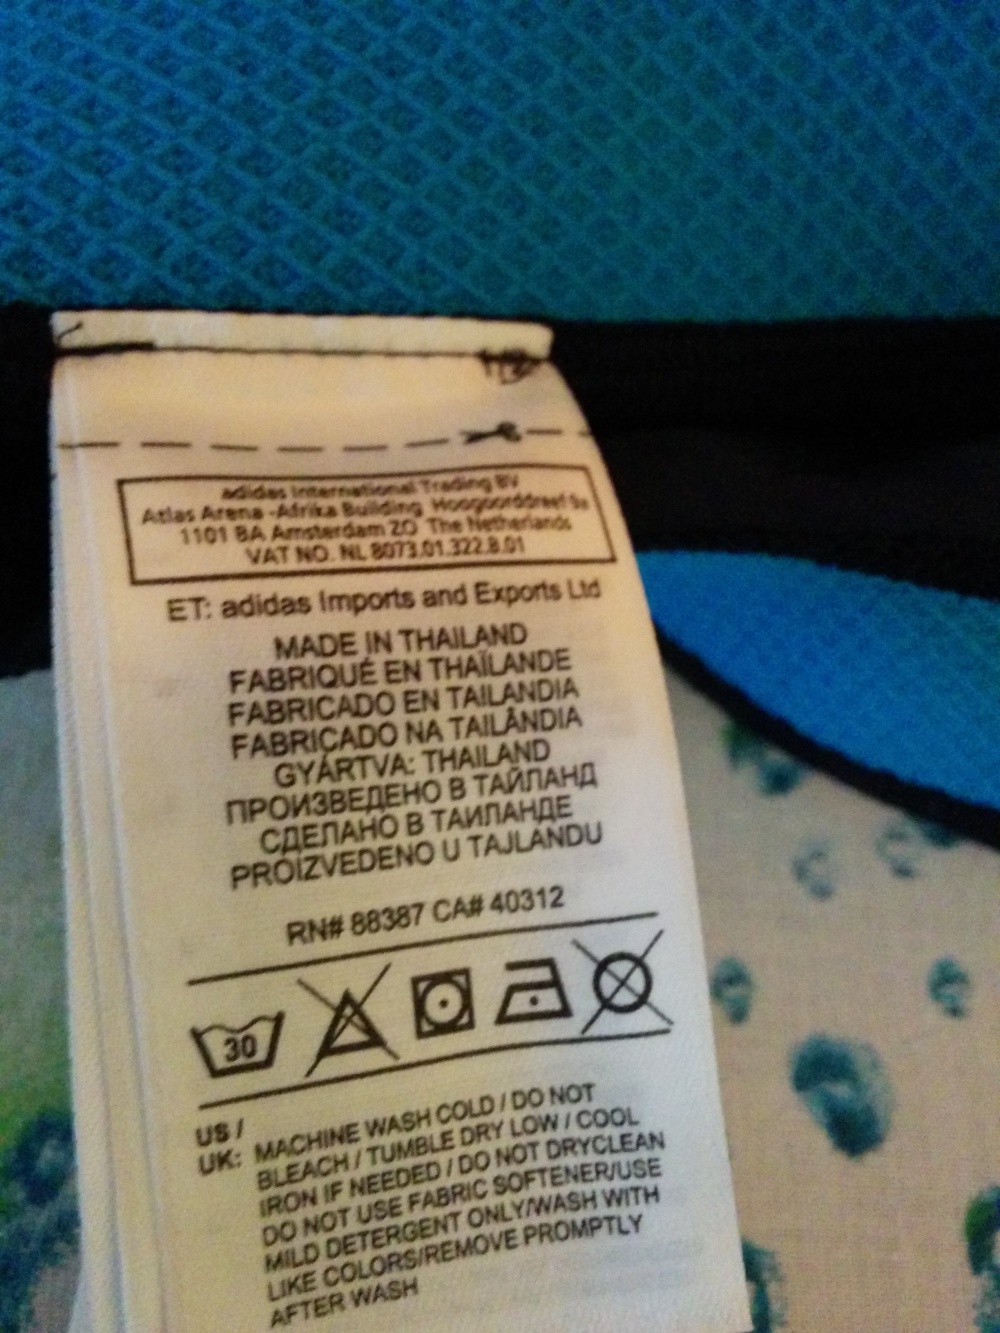 adidas International Trading BV
Atlas Arena -Afrika Building Hoogoorddreef 9a
1101 BA Amsterdam ZO The Netherlands
VAT NO. NL 8073.01.322.B.01
ET: adidas Imports and Exports Ltd
MADE IN THAILAND
FABRIQUÉ EN THAÏLANDE
FABRICADO EN TAILANDIA
FABRICADO NA TAILÂNDIA
GYÁRTVA: THAILAND
ПРОИЗВЕДЕНО В ТАЙЛАНД
СДЕЛАНО В ТАИЛАНДЕ
PROIZVEDENO U TAJLANDU
RN# 88387 CA# 40312
30
US / UK: MACHINE WASH COLD / DO NOT
BLEACH / TUMBLE DRY LOW / COOL
IRON IF NEEDED / DO NOT DRYCLEAN
DO NOT USE FABRIC SOFTENER/USE
MILD DETERGENT ONLY/WASH WITH
LIKE COLORS/REMOVE PROMPTLY
AFTER WASH